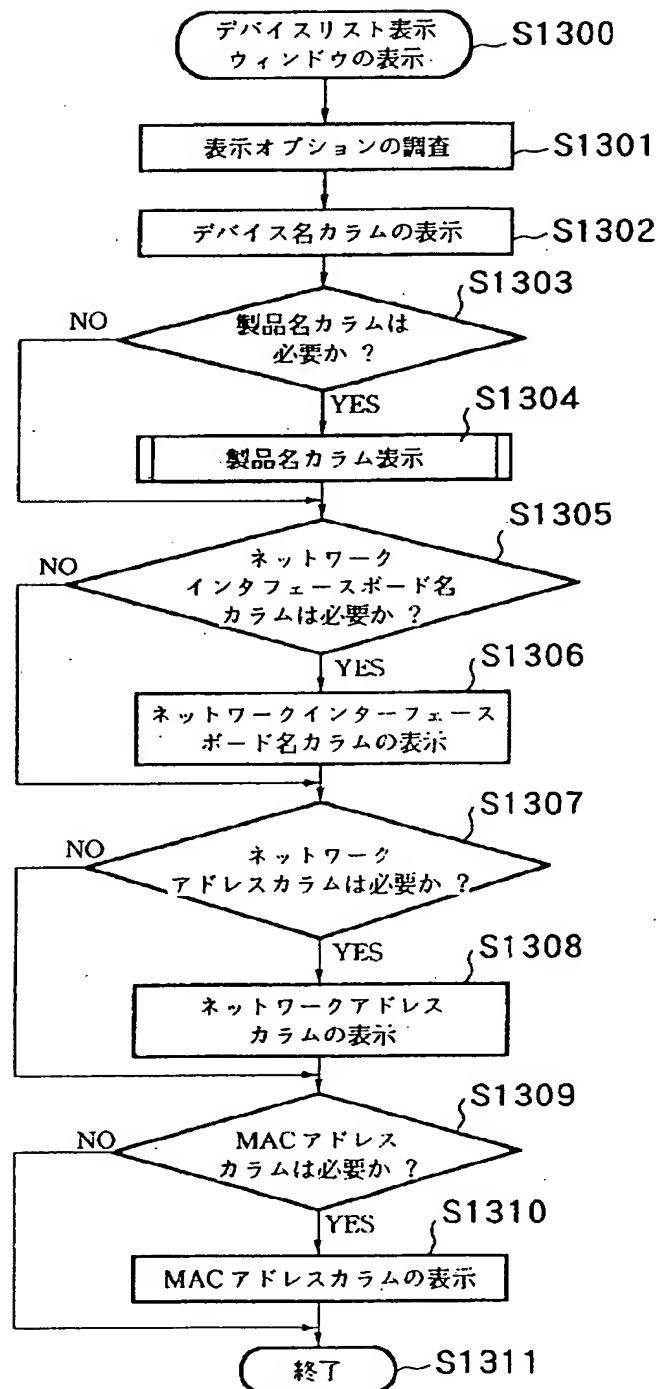 デバイスリスト表示
ウィンドウの表示
S1300
表示オプションの調査
S1301
デバイス名カラムの表示
S1302
S1303
NO
製品名カラムは
必要か ?
YES
S1304
製品名カラム表示
S1305
NO
ネットワーク
インタフェースボード名
カラムは必要か ?
YES
S1306
ネットワークインターフェース
ボード名カラムの表示
S1307
NO
ネットワーク
アドレスカラムは必要か ?
YES
S1308
ネットワークアドレス
カラムの表示
S1309
NO
MACアドレス
カラムは必要か ?
YES
S1310
MACアドレスカラムの表示
終了
S1311